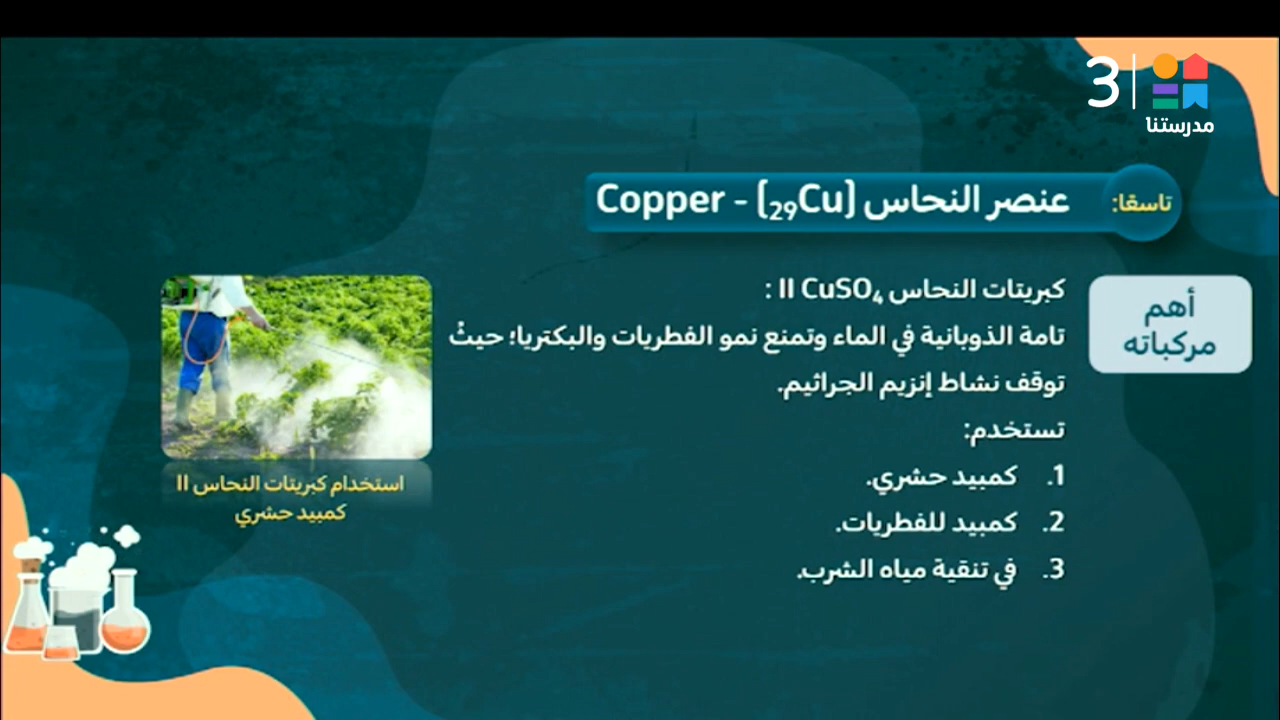 3
مدرستنا
تاسعًا:
عنصر النحاس (₂₉Cu) - Copper
أهم
مركباته
كبريتات النحاس II CuSO₄ :
تامة الذوبانية في الماء وتمنع نمو الفطريات والبكتريا؛ حيثُ
توقف نشاط إنزيم الجراثيم.
تستخدم:
1. كمبيد حشري.
2. كمبيد للفطريات.
3. في تنقية مياه الشرب.
استخدام كبريتات النحاس II
كمبيد حشري